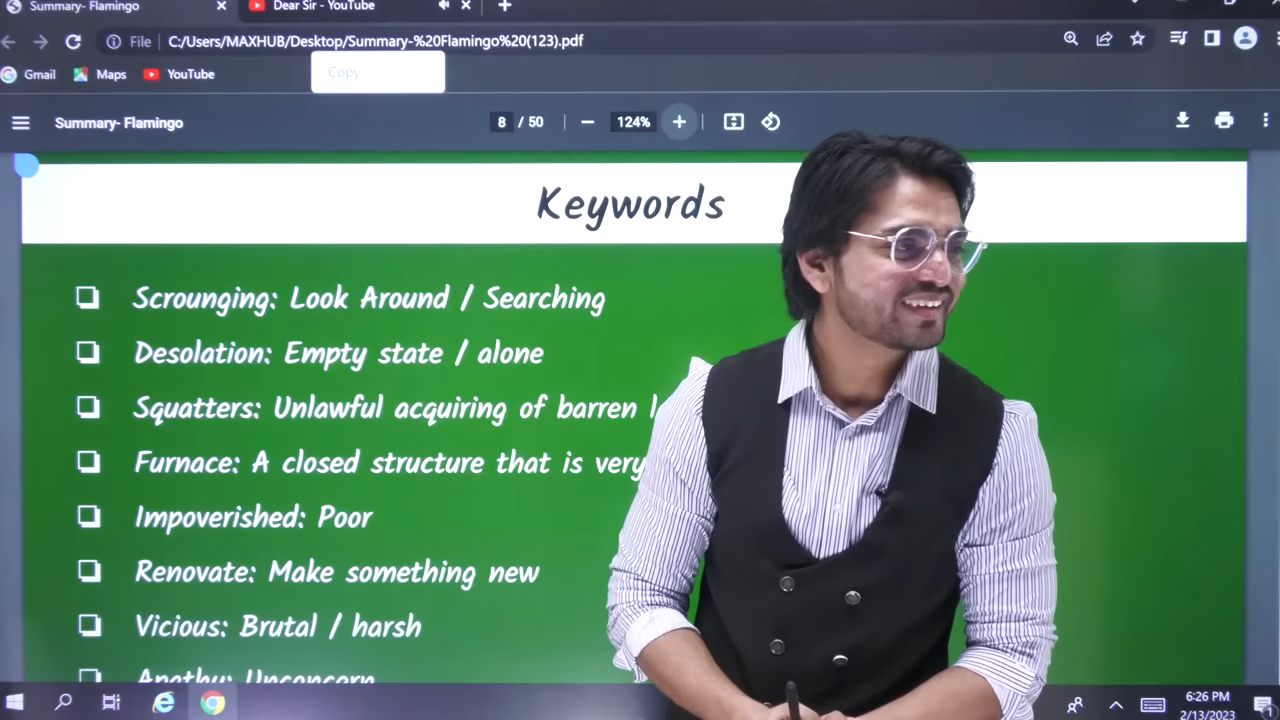 Summary- Flamingo
Dear Sir - YouTube
File
C:/Users/MAXHUB/Desktop/Summary-%20Flamingo%20(123).pdf
Gmail
Maps
YouTube
Copy
Summary- Flamingo
8 / 50
124%
Keywords
Scrounging: Look Around / Searching
Desolation: Empty state / alone
Squatters: Unlawful acquiring of barren
Furnace: A closed structure that is very
Impoverished: Poor
Renovate: Make something new
Vicious: Brutal / harsh
Apathy: Unconcern
6:26 PM
2/13/2023